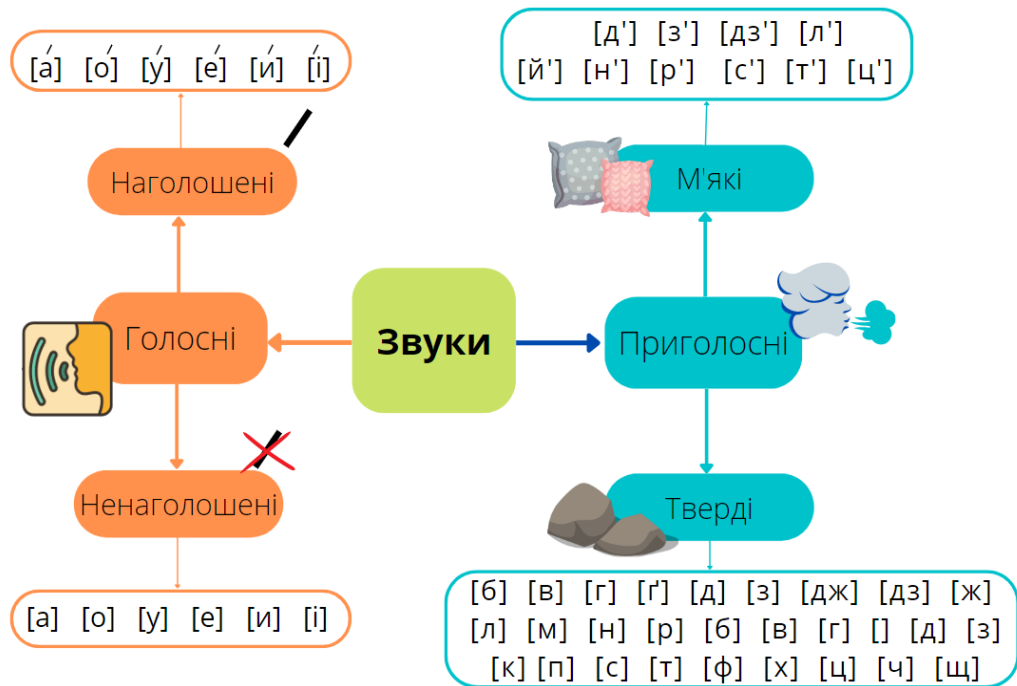 [а́] [о́] [у́] [е́] [и́] [і́]
Наголошені
Голосні
Ненаголошені
[а] [о] [у] [е] [и] [і]
Звуки
[д'] [з'] [дз'] [л']
[й'] [н'] [р'] [с'] [т'] [ц']
М'які
Приголосні
Тверді
[б] [в] [г] [ґ] [д] [з] [дж] [дз] [ж]
[л] [м] [н] [р] [б] [в] [г] [] [д] [з]
[к] [п] [с] [т] [ф] [х] [ц] [ч] [щ]